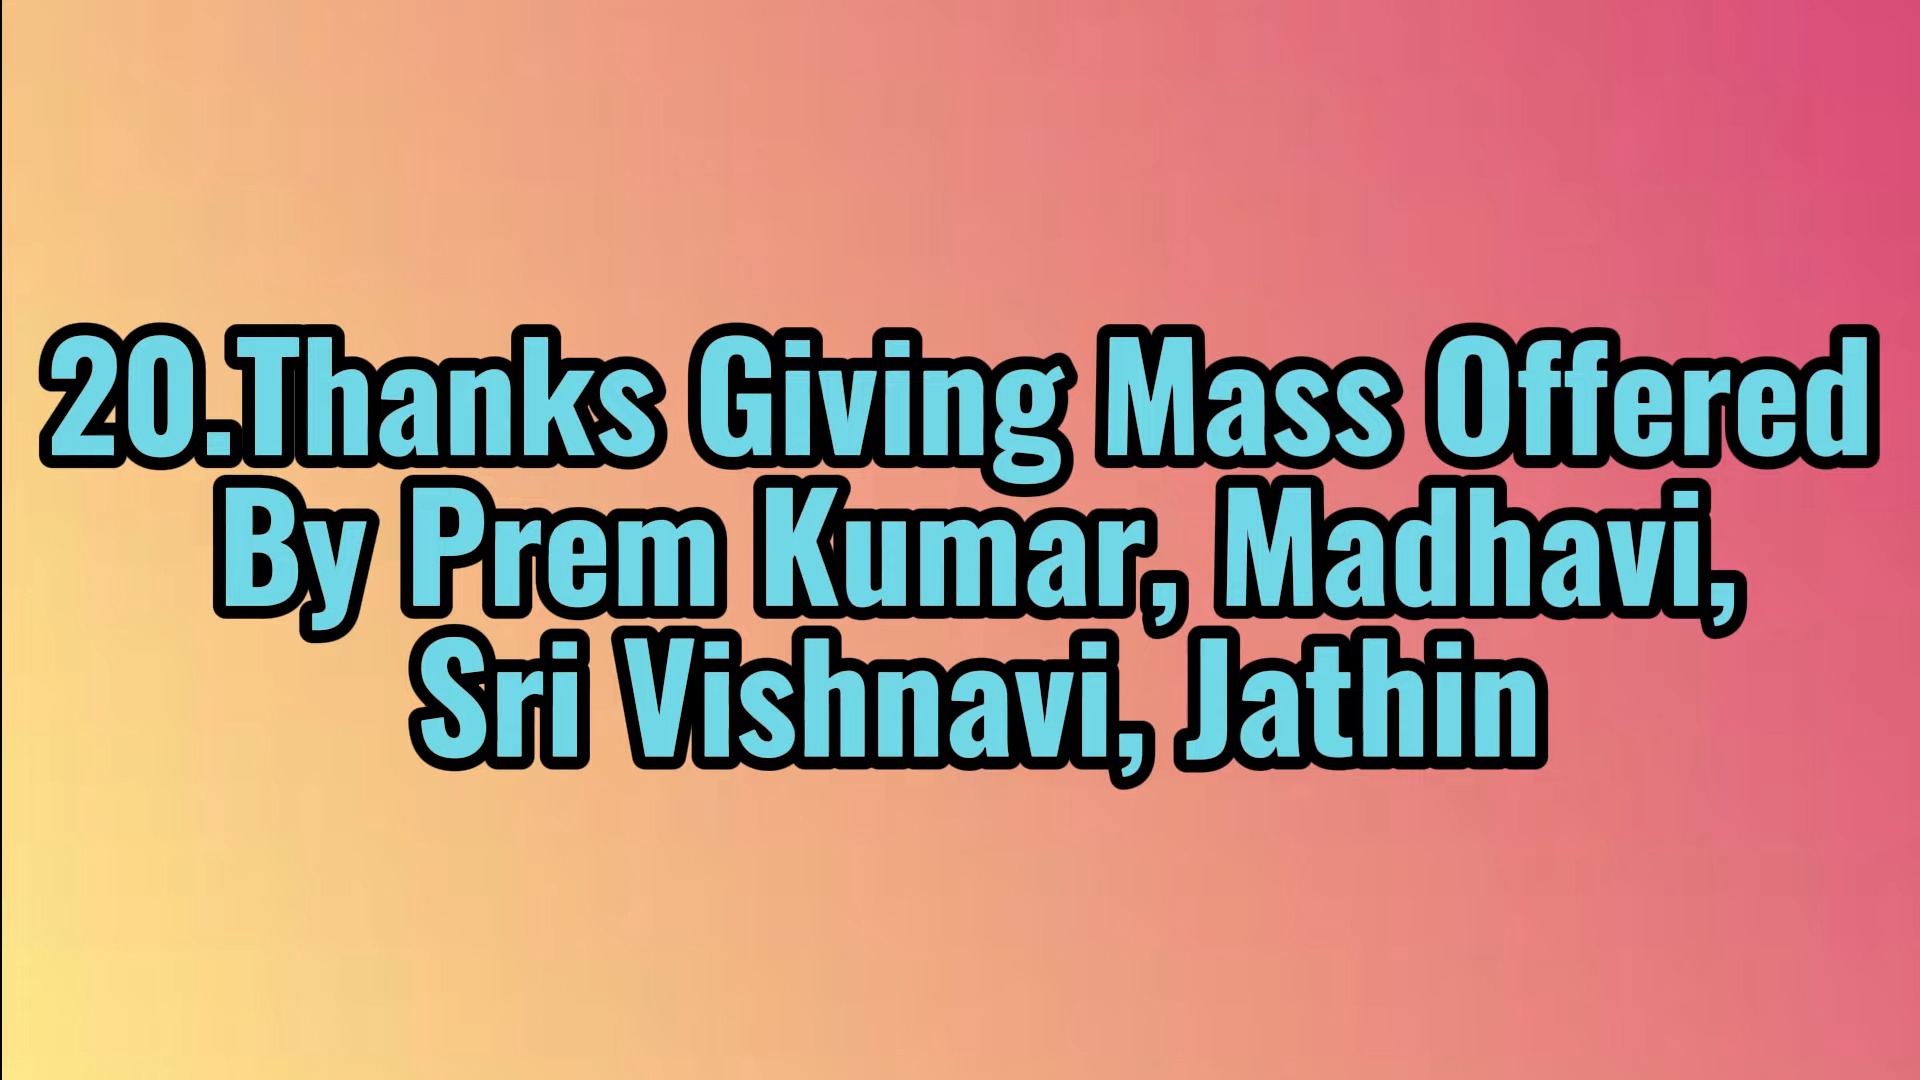 20.Thanks Giving Mass Offered
By Prem Kumar, Madhavi,
Sri Vishnavi, Jathin